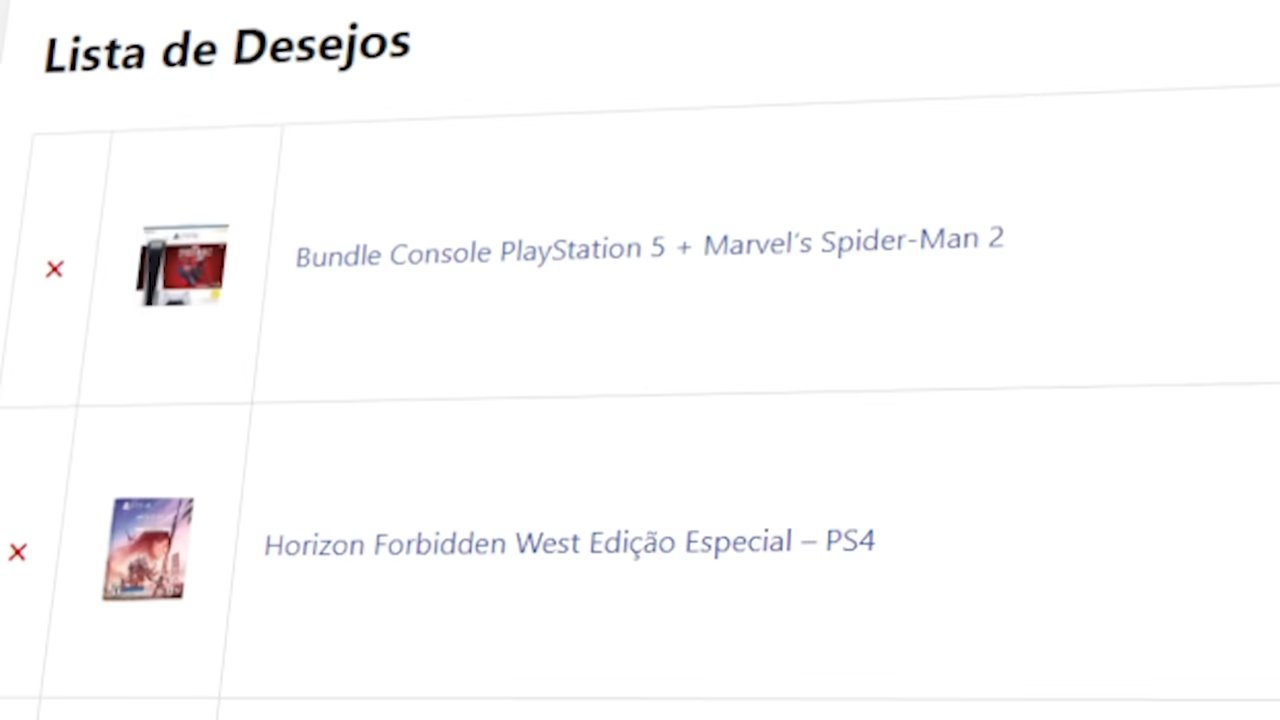 Lista de Desejos
Bundle Console PlayStation 5 + Marvel's Spider-Man 2
Horizon Forbidden West Edição Especial – PS4